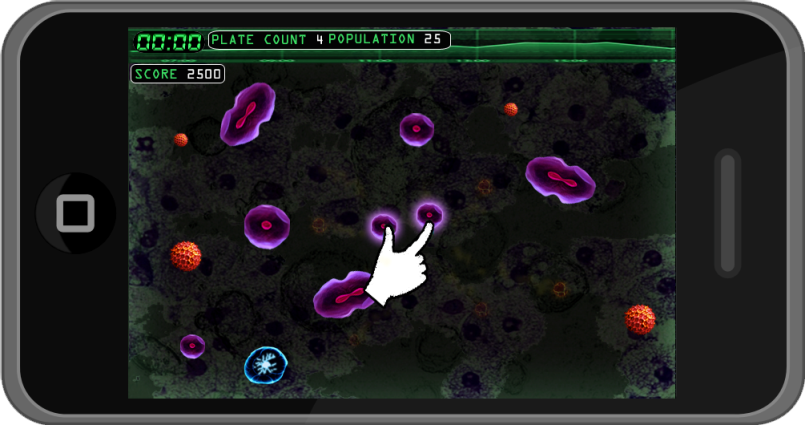 00:00 PLATE COUNT 4 POPULATION 25
SCORE 2500